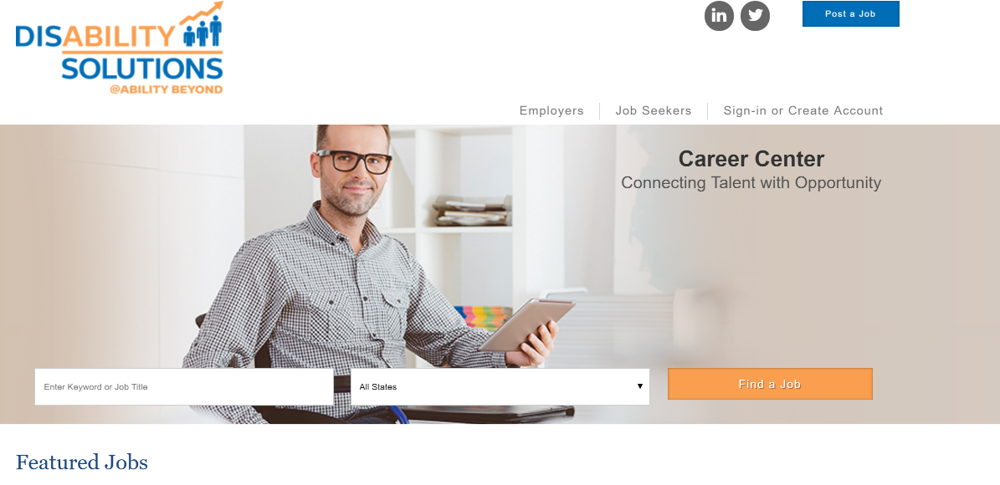 DISABILITY
SOLUTIONS
@ABILITY BEYOND
in
Post a Job
Employers
Job Seekers
Sign-in or Create Account
Career Center
Connecting Talent with Opportunity
Enter Keyword or Job Title
All States
Find a Job
Featured Jobs